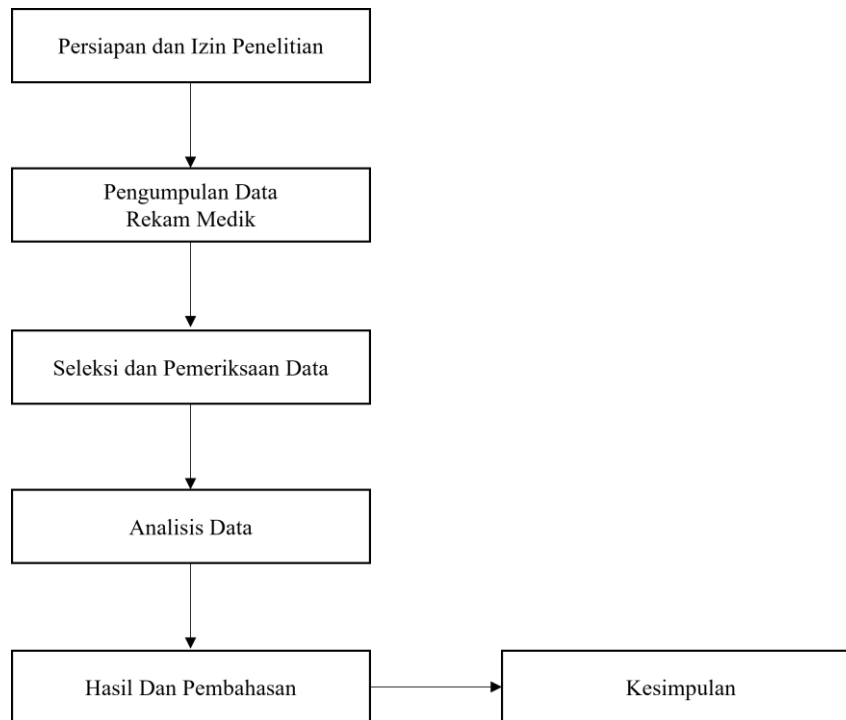 Persiapan dan Izin Penelitian
Pengumpulan Data
Rekam Medik
Seleksi dan Pemeriksaan Data
Analisis Data
Hasil Dan Pembahasan
Kesimpulan